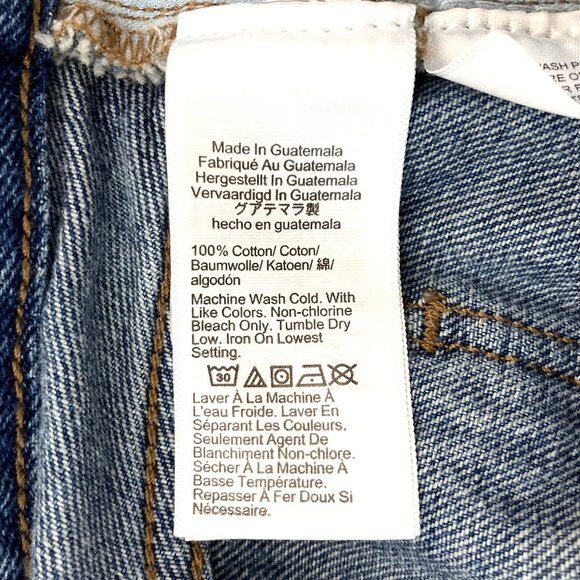 Made In Guatemala
Fabriqué Au Guatemala
Hergestellt In Guatemala
Vervaardigd In Guatemala
グアテマラ製
hecho en guatemala
100% Cotton/ Coton/
Baumwolle/ Katoen/ 綿/
algodón
Machine Wash Cold. With
Like Colors. Non-chlorine
Bleach Only. Tumble Dry
Low. Iron On Lowest
Setting.
30
Laver À La Machine À
L'eau Froide. Laver En
Séparant Les Couleurs.
Seulement Agent De
Blanchiment Non-chlore.
Sécher À La Machine À
Basse Température.
Repasser À Fer Doux Si
Nécessaire.